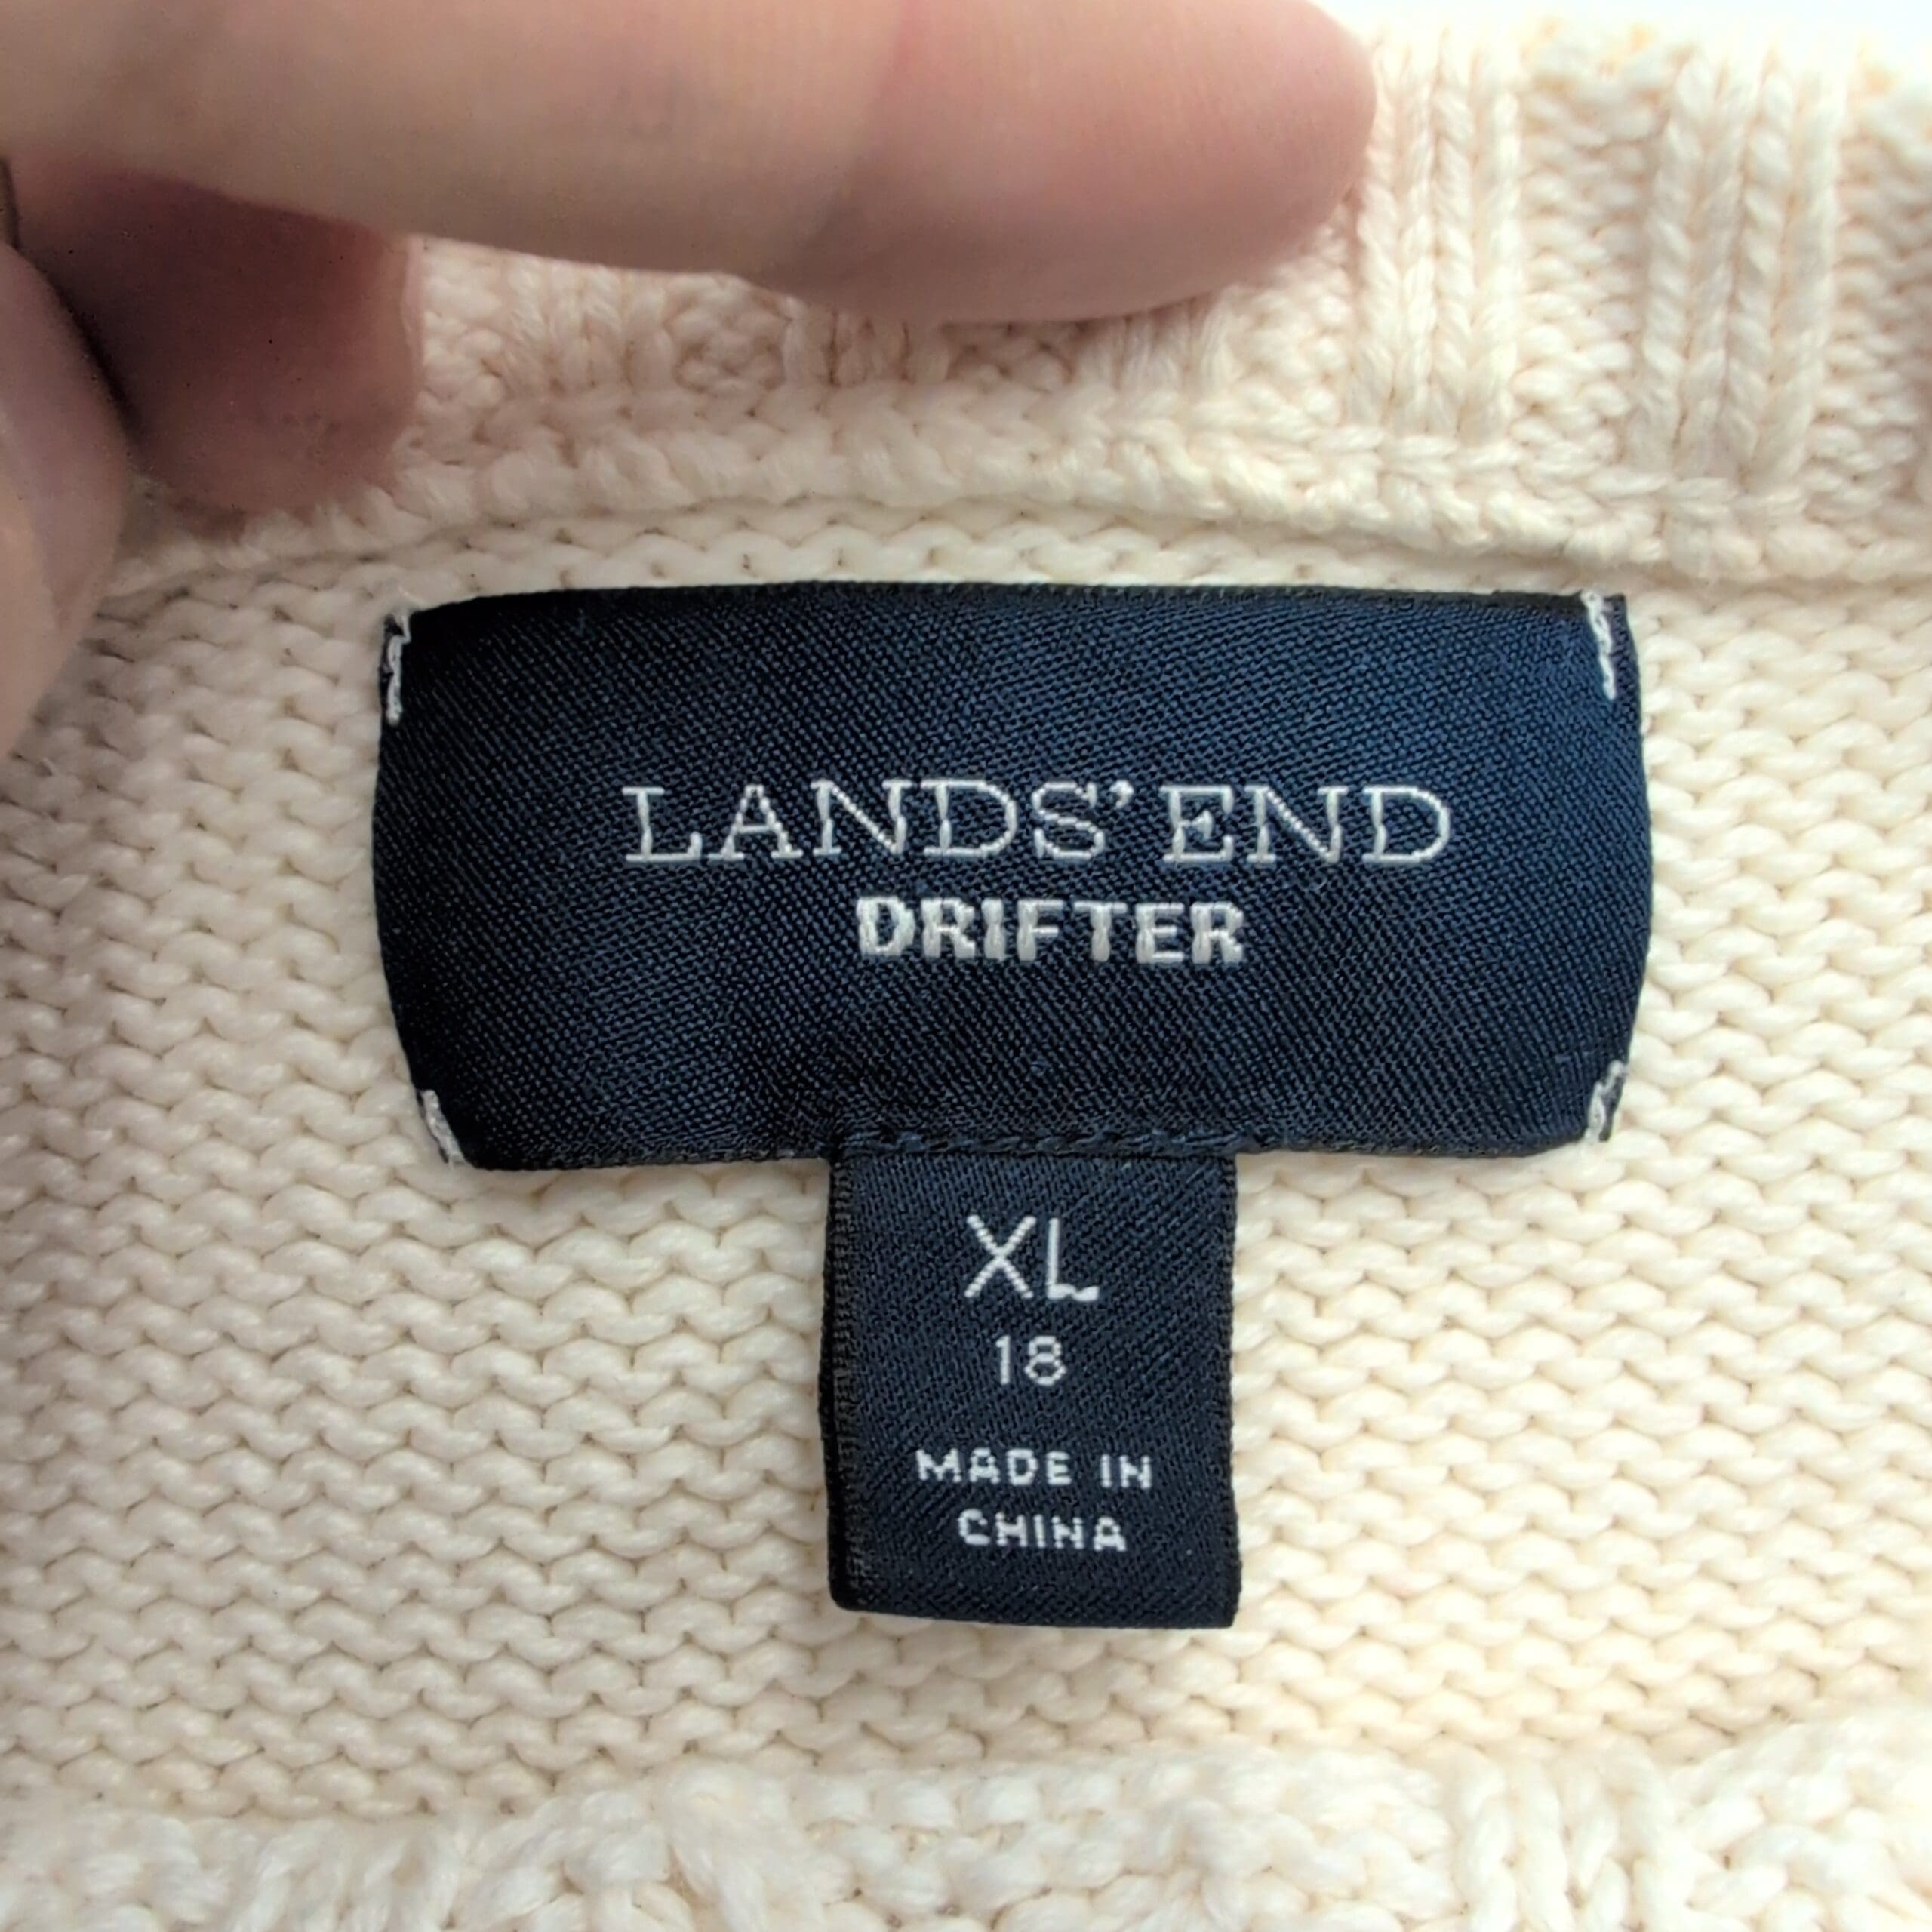 LANDS' END
DRIFTER
XL
18
MADE IN
CHINA